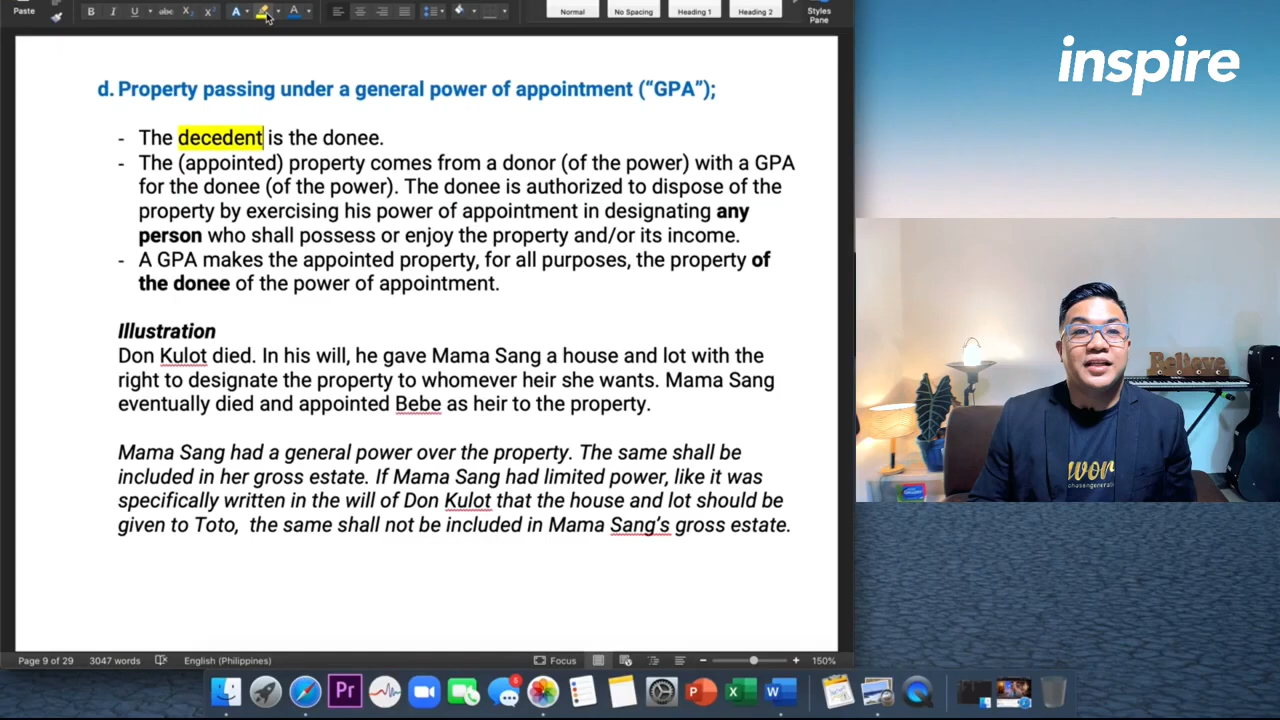 Paste
B I U abc X₂ X² A A
Normal No Spacing Heading 1 Heading 2 Styles Pane
inspire
d. Property passing under a general power of appointment (“GPA”);
- The decedent is the donee.
- The (appointed) property comes from a donor (of the power) with a GPA
for the donee (of the power). The donee is authorized to dispose of the
property by exercising his power of appointment in designating any
person who shall possess or enjoy the property and/or its income.
- A GPA makes the appointed property, for all purposes, the property of
the donee of the power of appointment.
Illustration
Don Kulot died. In his will, he gave Mama Sang a house and lot with the
right to designate the property to whomever heir she wants. Mama Sang
eventually died and appointed Bebe as heir to the property.
Mama Sang had a general power over the property. The same shall be
included in her gross estate. If Mama Sang had limited power, like it was
specifically written in the will of Don Kulot that the house and lot should be
given to Toto, the same shall not be included in Mama Sang’s gross estate.
Believe
wor
chosengenerat
Page 9 of 29 3047 words English (Philippines) Focus 150%
Pr 6 P X W